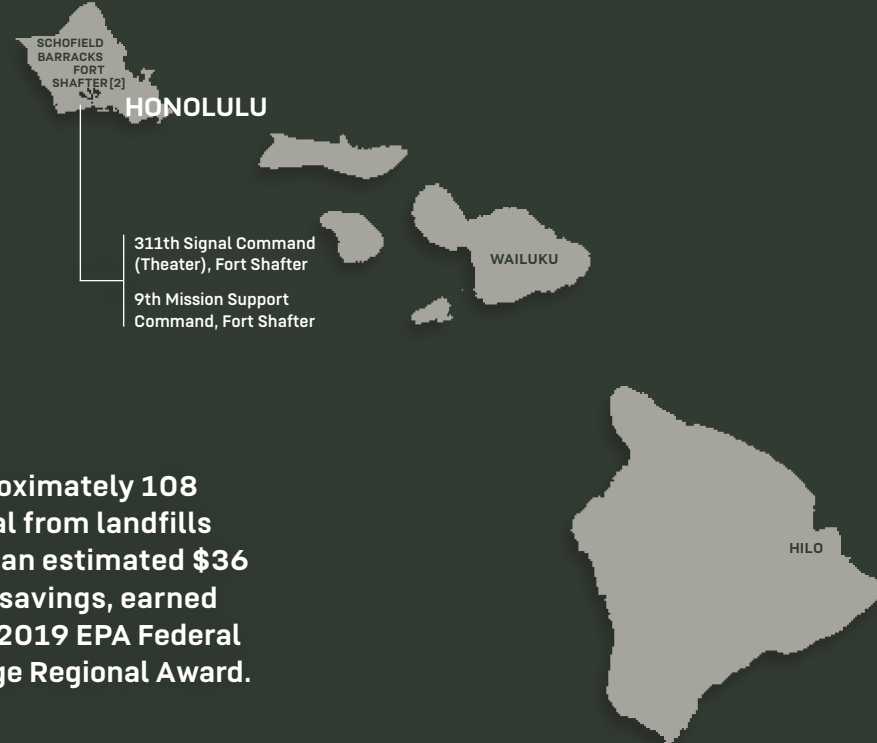 SCHOFIELD
BARRACKS
FORT
SHAFTER[2]
HONOLULU
311th Signal Command
(Theater), Fort Shafter
9th Mission Support
Command, Fort Shafter
WAILUKU
HILO
oximately 108
al from landfills
an estimated $36
savings, earned
2019 EPA Federal
ge Regional Award.